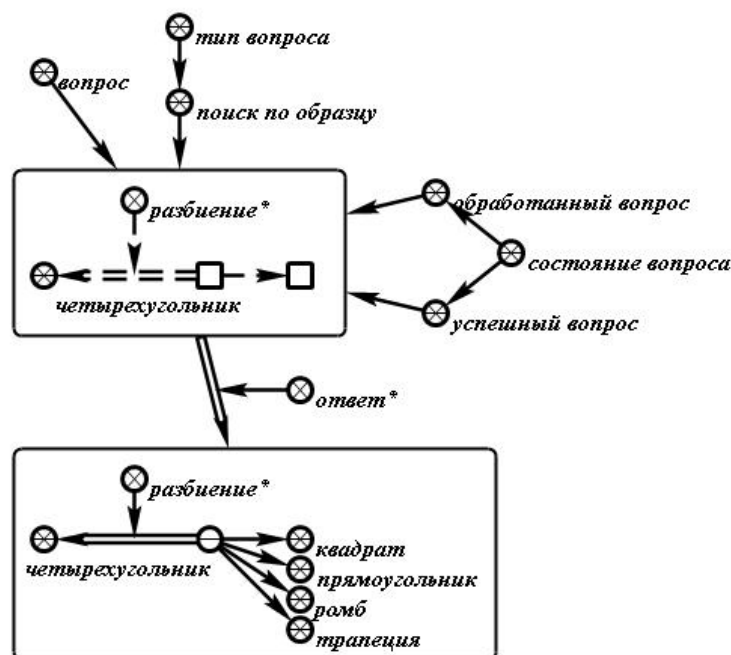 тип вопроса
вопрос
поиск по образцу
разбиение*
обработанный вопрос
состояние вопроса
четырехугольник
успешный вопрос
ответ*
разбиение*
квадрат
четырехугольник
прямоугольник
ромб
трапеция